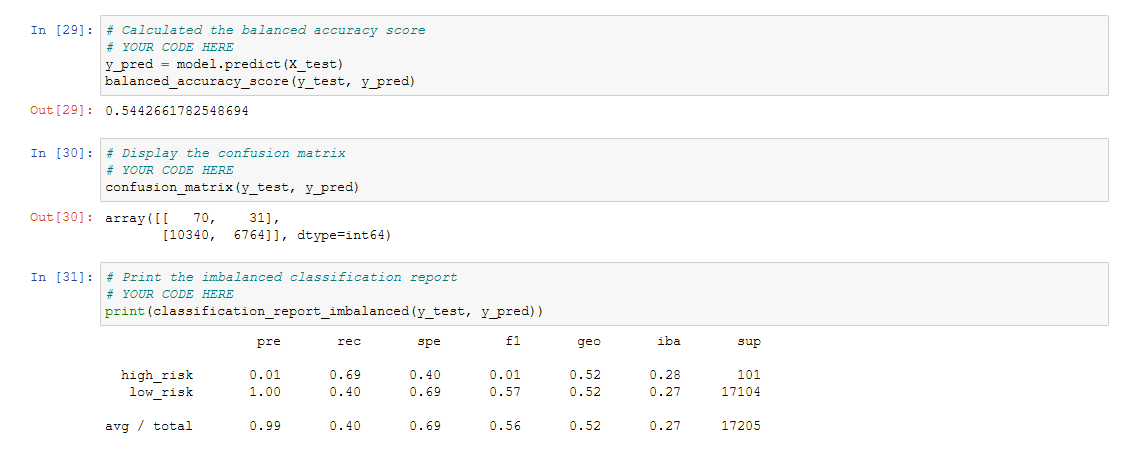 In [29]: # Calculated the balanced accuracy score
# YOUR CODE HERE
y_pred = model.predict(X_test)
balanced_accuracy_score(y_test, y_pred)
Out[29]: 0.5442661782548694
In [30]: # Display the confusion matrix
# YOUR CODE HERE
confusion_matrix(y_test, y_pred)
Out[30]: array([[   70,    31],
       [10340,  6764]], dtype=int64)
In [31]: # Print the imbalanced classification report
# YOUR CODE HERE
print(classification_report_imbalanced(y_test, y_pred))
pre rec spe f1 geo iba sup
high_risk 0.01 0.69 0.40 0.01 0.52 0.28 101
low_risk 1.00 0.40 0.69 0.57 0.52 0.27 17104
avg / total 0.99 0.40 0.69 0.56 0.52 0.27 17205